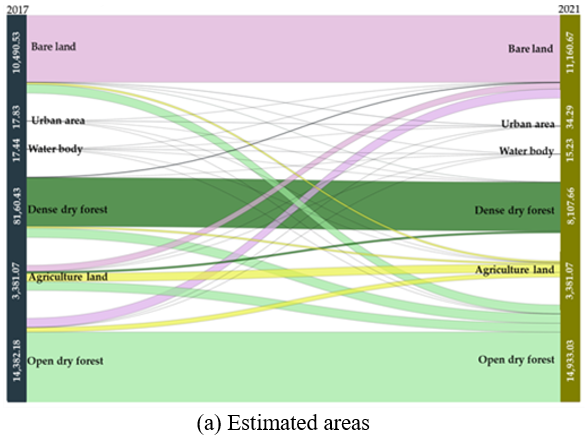 2017
2021
10,490.53
Bare land
Bare land
11,160.67
17.83
Urban area
Urban area
34.29
17.44
Water body
Water body
15.23
81,60.43
Dense dry forest
Dense dry forest
8,107.66
3,381.07
Agriculture land
Agriculture land
3,381.07
14,382.18
Open dry forest
Open dry forest
14,933.03
(a) Estimated areas